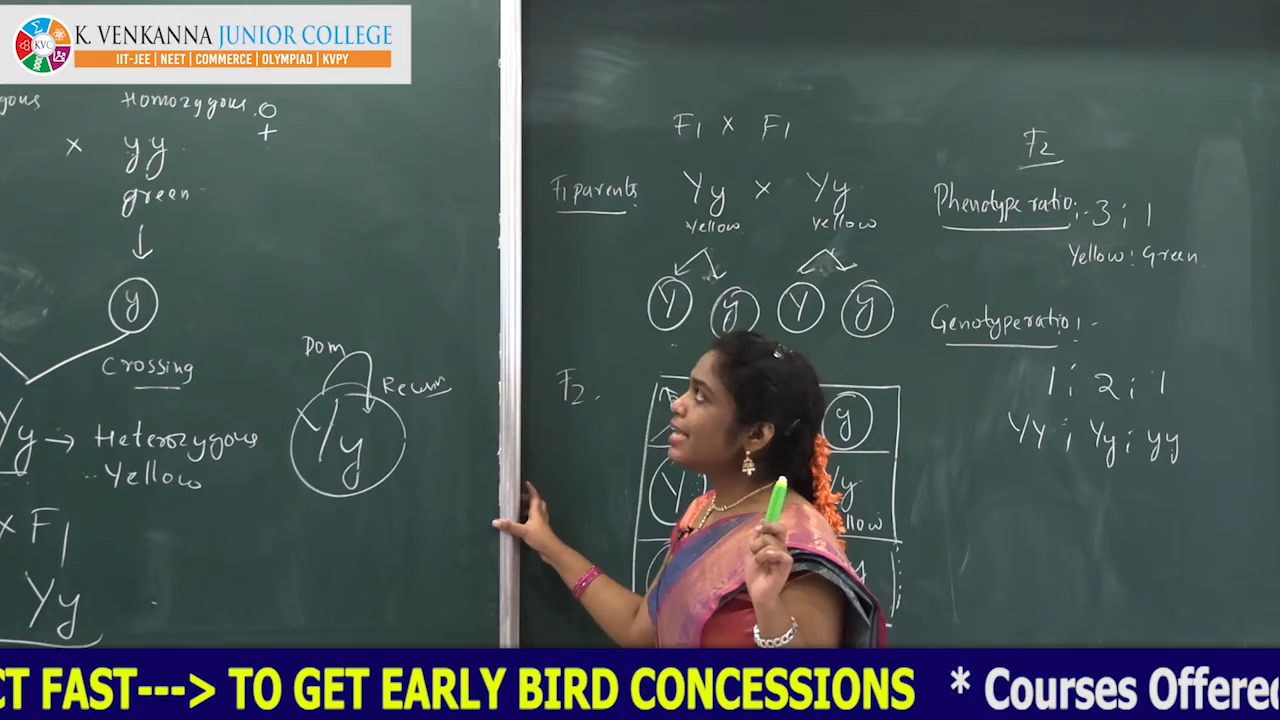 K. VENKANNA JUNIOR COLLEGE
KVC
IIT-JEE | NEET | COMMERCE | OLYMPIAD | KVPY
gous Homozygous ♀
x yy
green
y
Crossing
Yy → Heterozygous
Yellow
x F1
Yy
Dom
Yy
F1 x F1
F1 parents Yy x Yy
Yellow Yellow
Y y Y y
F2.
y
Y
F2
Phenotype ratio:- 3 : 1
Yellow : Green
Genotype ratio:-
1 : 2 : 1
YY : Yy : yy
CT FAST---> TO GET EARLY BIRD CONCESSIONS * Courses Offered